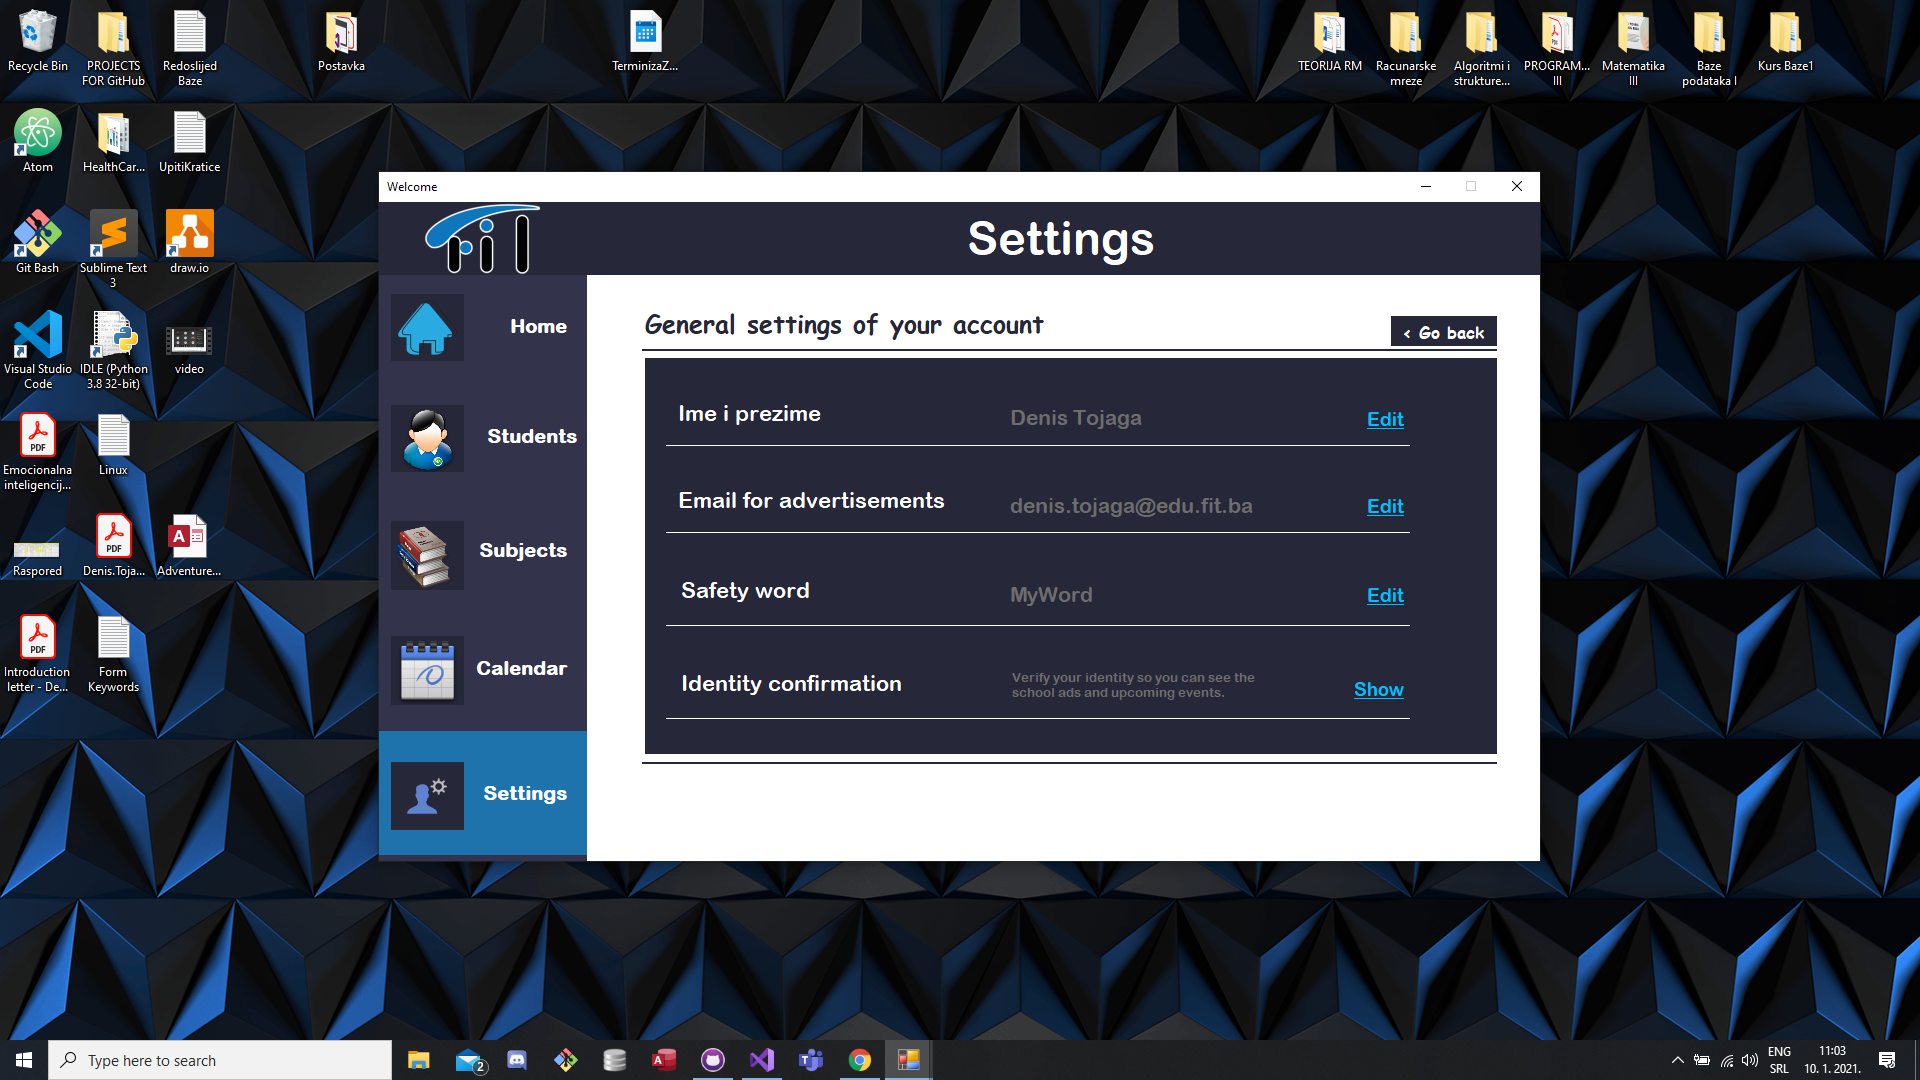 Recycle Bin
PROJECTS
FOR GitHub
Redoslijed
Baze
Postavka
TerminizaZ...
TEORIJA RM
Racunarske
mreze
Algoritmi i
strukture...
PROGRAM...
III
Matematika
III
Baze
podataka I
Kurs Baze1
Atom
HealthCar...
UpitiKratice
Git Bash
Sublime Text
3
draw.io
Visual Studio
Code
IDLE (Python
3.8 32-bit)
video
PDF
Emocionalna
inteligencij...
Linux
Raspored
PDF
Denis.Toja...
A
Adventure...
PDF
Introduction
letter - De...
Form
Keywords
Welcome
FIT
Settings
Home
Students
Subjects
Calendar
Settings
General settings of your account
< Go back
Ime i prezime
Denis Tojaga
Edit
Email for advertisements
denis.tojaga@edu.fit.ba
Edit
Safety word
MyWord
Edit
Identity confirmation
Verify your identity so you can see the
school ads and upcoming events.
Show
Type here to search
2
A
T
ENG
SRL
11:03
10. 1. 2021.